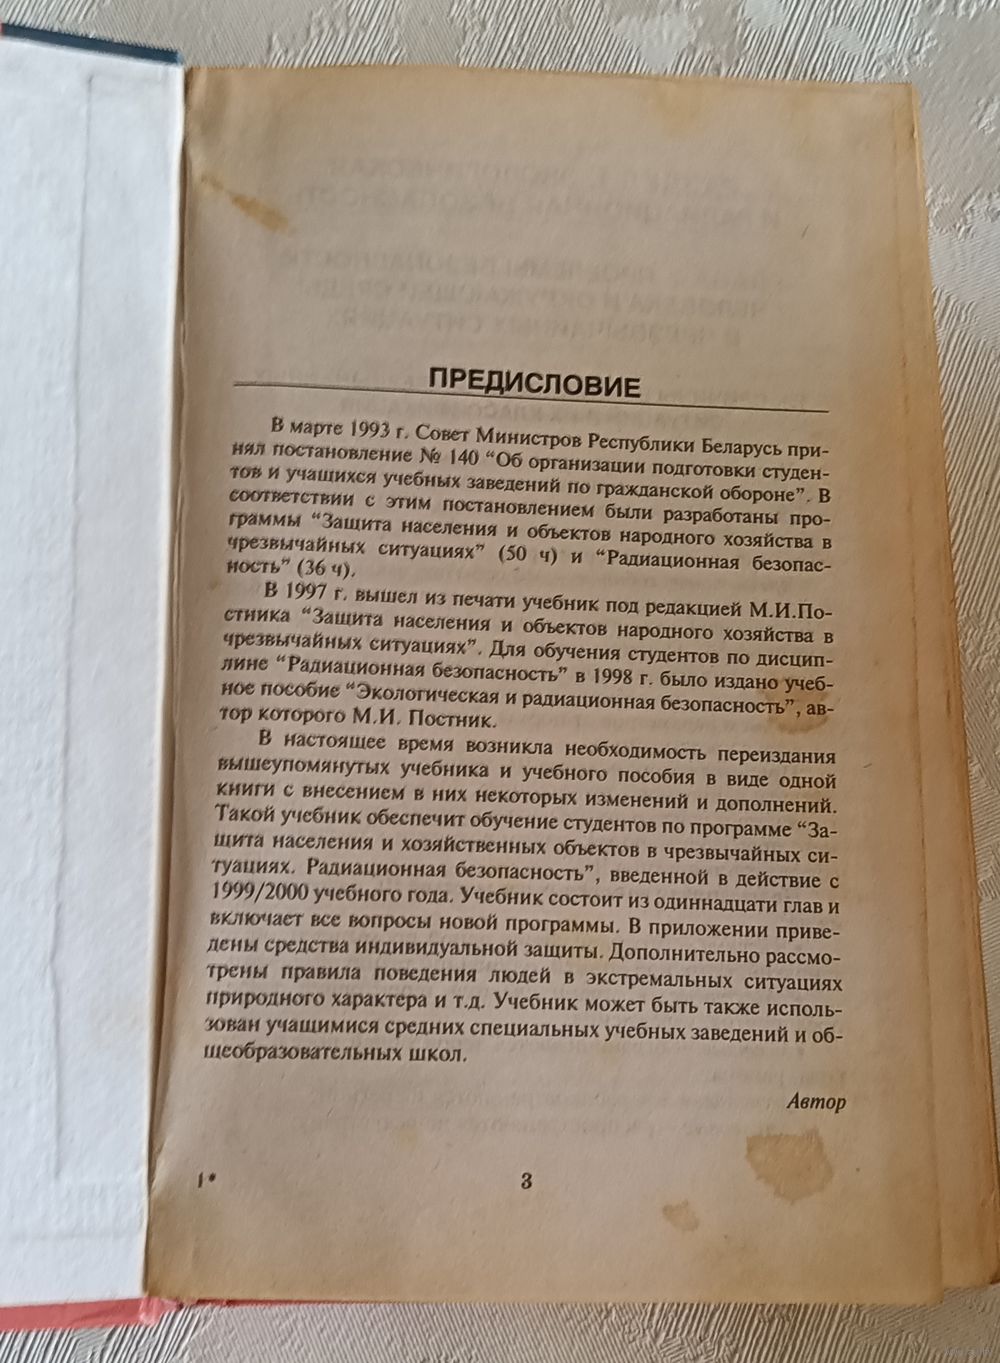 ПРЕДИСЛОВИЕ
В марте 1993 г. Совет Министров Республики Беларусь при-
нял постановление № 140 “Об организации подготовки студен-
тов и учащихся учебных заведений по гражданской обороне”. В
соответствии с этим постановлением были разработаны про-
граммы “Защита населения и объектов народного хозяйства в
чрезвычайных ситуациях” (50 ч) и “Радиационная безопас-
ность” (36 ч).
В 1997 г. вышел из печати учебник под редакцией М.И.По-
стника “Защита населения и объектов народного хозяйства в
чрезвычайных ситуациях”. Для обучения студентов по дисцип-
лине “Радиационная безопасность” в 1998 г. было издано учеб-
ное пособие “Экологическая и радиационная безопасность”, ав-
тор которого М.И. Постник.
В настоящее время возникла необходимость переиздания
вышеупомянутых учебника и учебного пособия в виде одной
книги с внесением в них некоторых изменений и дополнений.
Такой учебник обеспечит обучение студентов по программе “За-
щита населения и хозяйственных объектов в чрезвычайных си-
туациях. Радиационная безопасность”, введенной в действие с
1999/2000 учебного года. Учебник состоит из одиннадцати глав и
включает все вопросы новой программы. В приложении приве-
дены средства индивидуальной защиты. Дополнительно рассмо-
трены правила поведения людей в экстремальных ситуациях
природного характера и т.д. Учебник может быть также исполь-
зован учащимися средних специальных учебных заведений и об-
щеобразовательных школ.
Автор
1*
3